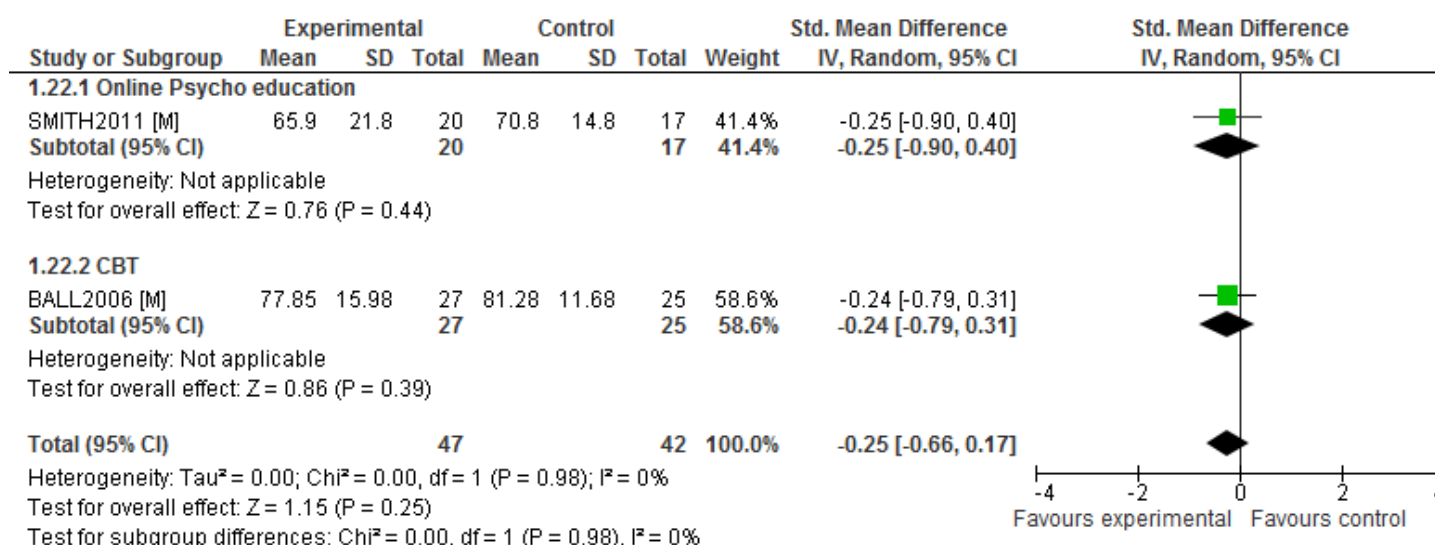 Experimental Control Std. Mean Difference Std. Mean Difference
Study or Subgroup Mean SD Total Mean SD Total Weight IV, Random, 95% CI IV, Random, 95% CI
1.22.1 Online Psycho education
SMITH2011 [M] 65.9 21.8 20 70.8 14.8 17 41.4% -0.25 [-0.90, 0.40]
Subtotal (95% CI) 20 17 41.4% -0.25 [-0.90, 0.40]
Heterogeneity: Not applicable
Test for overall effect: Z = 0.76 (P = 0.44)
1.22.2 CBT
BALL2006 [M] 77.85 15.98 27 81.28 11.68 25 58.6% -0.24 [-0.79, 0.31]
Subtotal (95% CI) 27 25 58.6% -0.24 [-0.79, 0.31]
Heterogeneity: Not applicable
Test for overall effect: Z = 0.86 (P = 0.39)
Total (95% CI) 47 42 100.0% -0.25 [-0.66, 0.17]
Heterogeneity: Tau² = 0.00; Chi² = 0.00, df = 1 (P = 0.98); I² = 0%
Test for overall effect: Z = 1.15 (P = 0.25)
Test for subgroup differences: Chi² = 0.00, df = 1 (P = 0.98), I² = 0%
-4 -2 0 2
Favours experimental Favours control